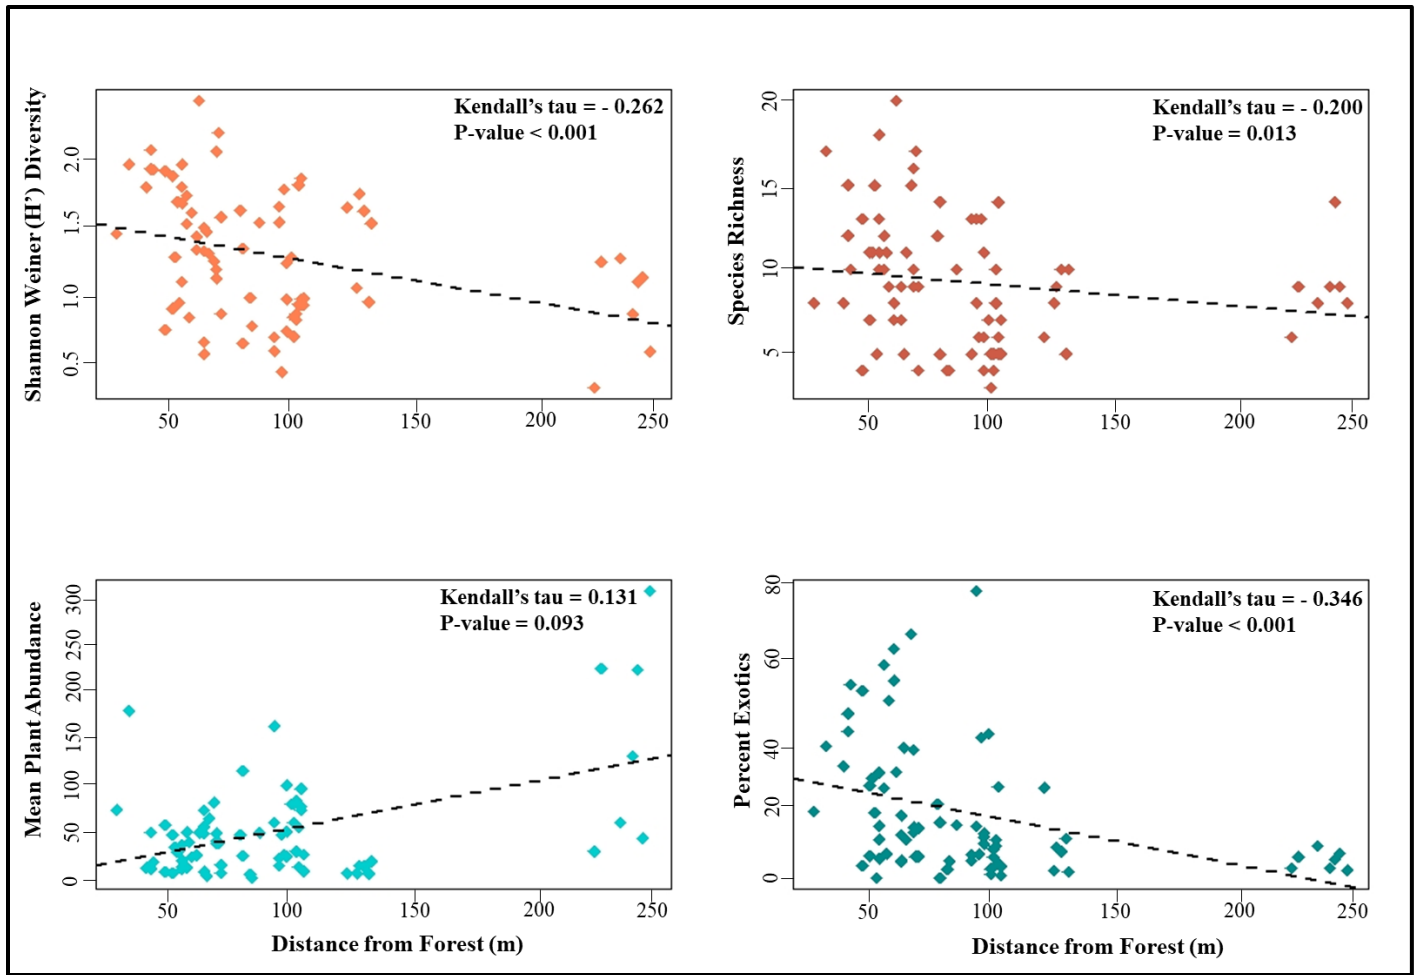 Shannon Weiner (H’) Diversity
2.0
1.5
1.0
0.5
Kendall’s tau = - 0.262
P-value < 0.001
50 100 150 200 250
Species Richness
20
15
10
5
Kendall’s tau = - 0.200
P-value = 0.013
50 100 150 200 250
Mean Plant Abundance
300
250
200
150
100
50
0
Kendall’s tau = 0.131
P-value = 0.093
50 100 150 200 250
Distance from Forest (m)
Percent Exotics
80
60
40
20
0
Kendall’s tau = - 0.346
P-value < 0.001
50 100 150 200 250
Distance from Forest (m)